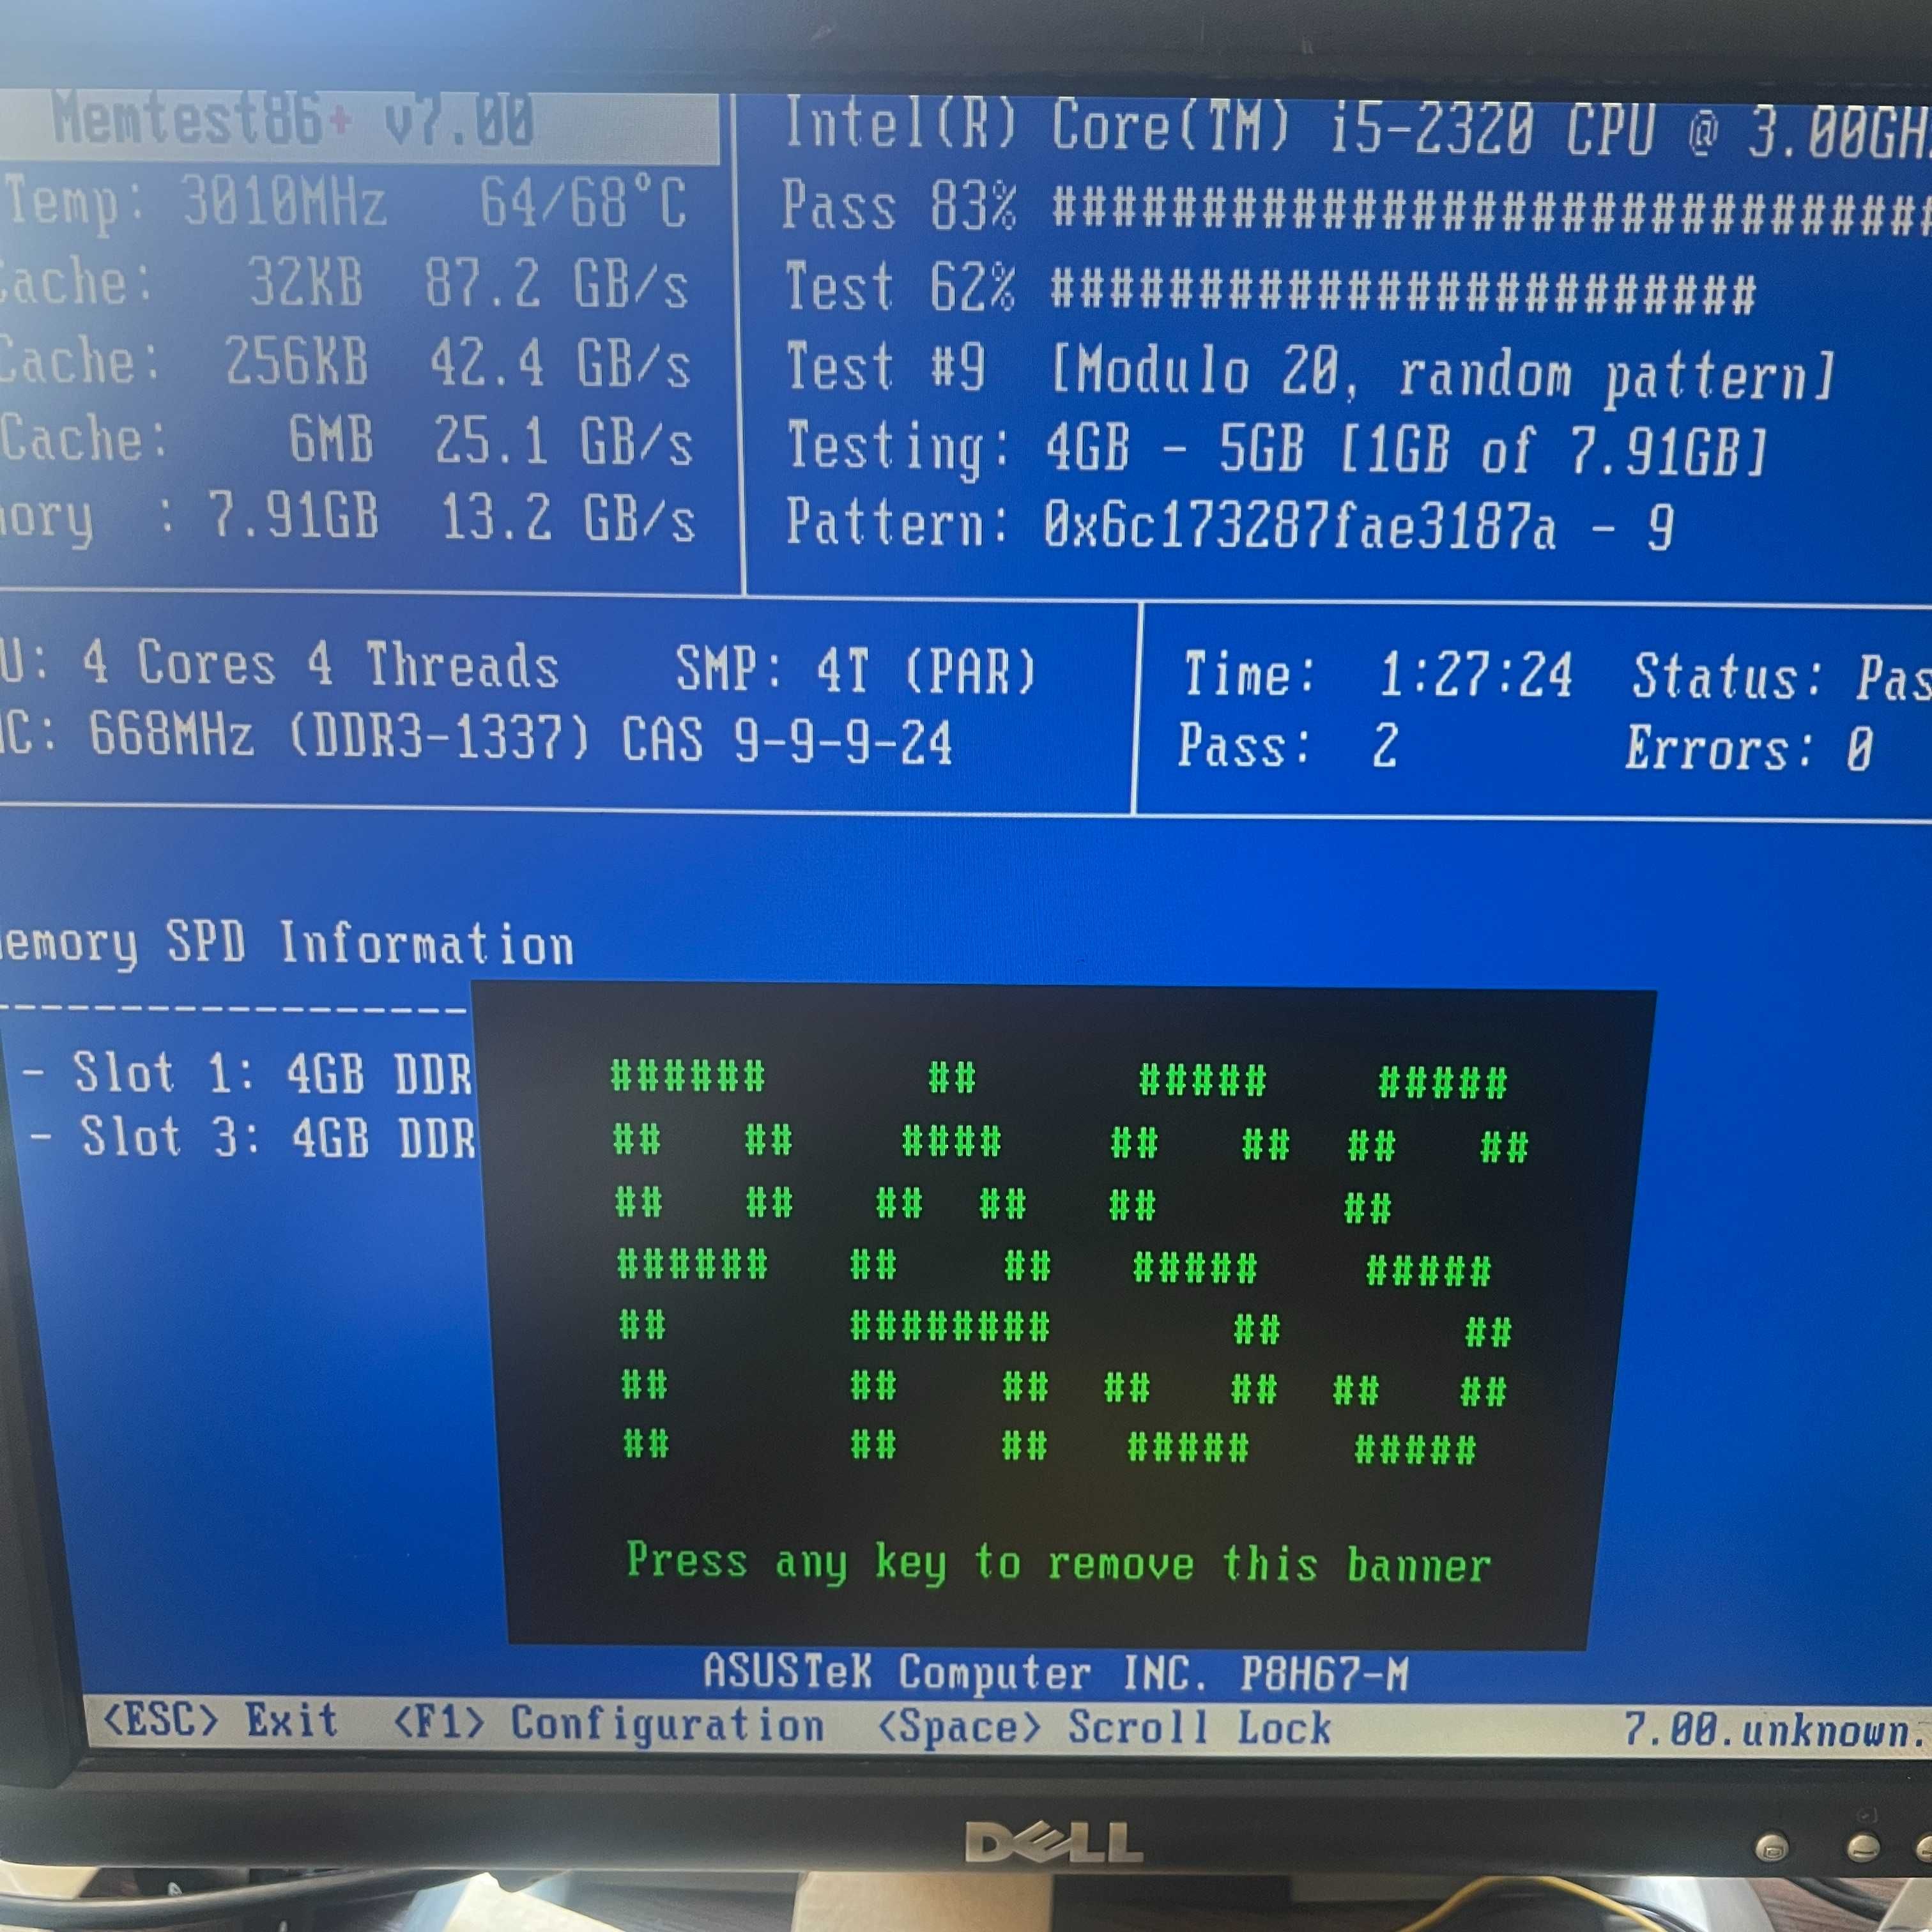 Memtest86+ v7.00
Intel(R) Core(TM) i5-2320 CPU @ 3.00GH
Temp: 3010MHz 64/68°C
Pass 83% ##############################
Cache: 32KB 87.2 GB/s
Test 62% ########################
Cache: 256KB 42.4 GB/s
Test #9 [Modulo 20, random pattern]
Cache: 6MB 25.1 GB/s
Testing: 4GB - 5GB [1GB of 7.91GB]
ory : 7.91GB 13.2 GB/s
Pattern: 0x6c173287fae3187a - 9
U: 4 Cores 4 Threads SMP: 4T (PAR)
Time: 1:27:24 Status: Pas
C: 668MHz (DDR3-1337) CAS 9-9-9-24
Pass: 2 Errors: 0
emory SPD Information
------------------
- Slot 1: 4GB DDR
- Slot 3: 4GB DDR
PASS
Press any key to remove this banner
ASUSTeK Computer INC. P8H67-M
<ESC> Exit <F1> Configuration <Space> Scroll Lock 7.00.unknown.
DELL